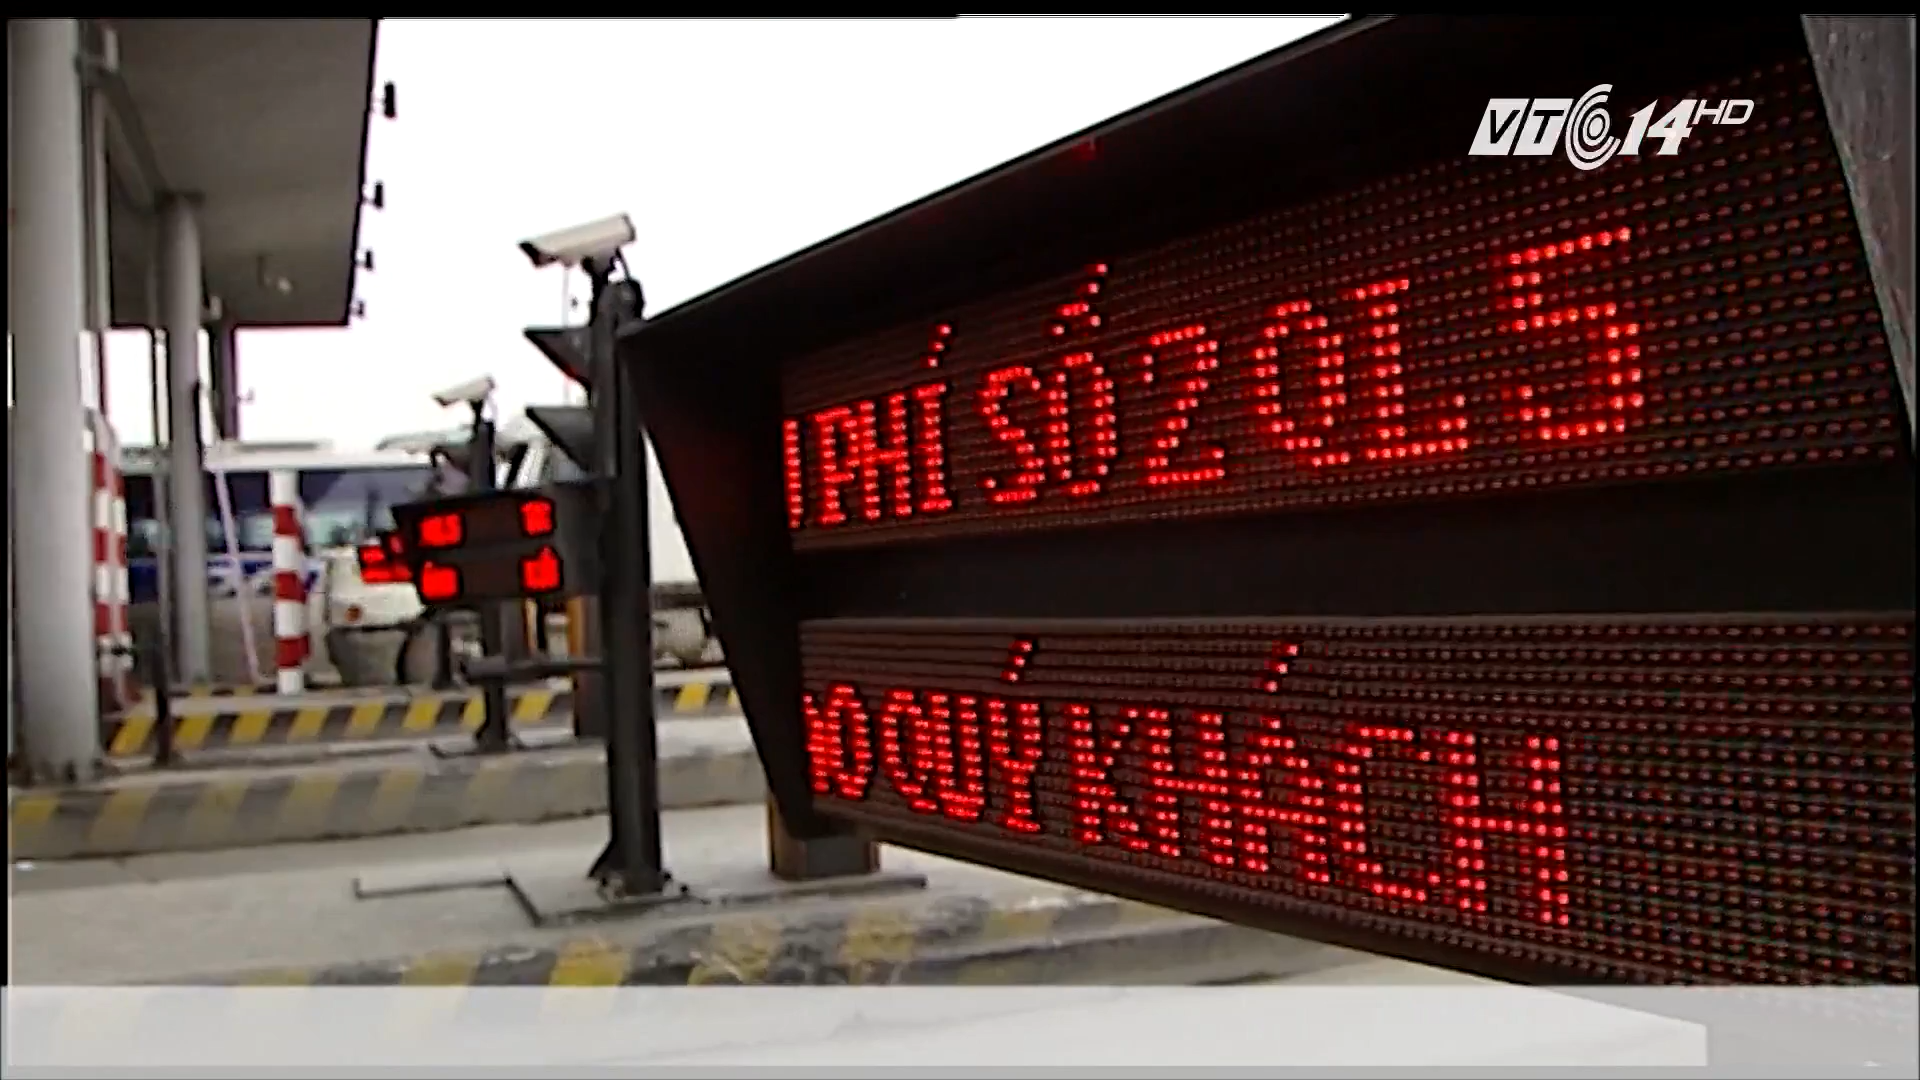 VTC14HD
PHÍ SỐ 2 QL 5
QUÝ KHÁCH